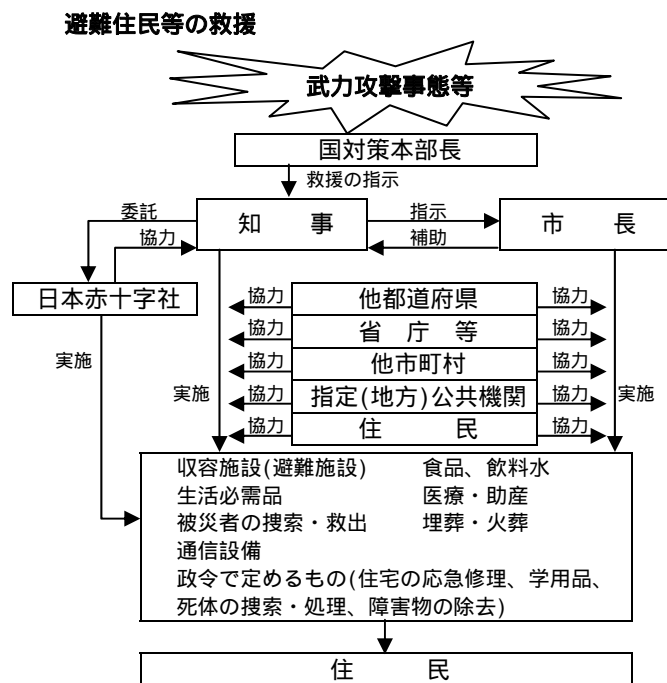 避難住民等の救援
武力攻撃事態等
国対策本部長
救援の指示
委託
知 事
指示
市 長
協力
補助
日本赤十字社
協力
他都道府県
協力
協力
省 庁 等
協力
実施
協力
他市町村
協力
実施
協力
指定(地方)公共機関
協力
実施
協力
住 民
協力
収容施設(避難施設) 食品、飲料水
生活必需品 医療・助産
被災者の捜索・救出 埋葬・火葬
通信設備
政令で定めるもの(住宅の応急修理、学用品、
死体の捜索・処理、障害物の除去)
住 民